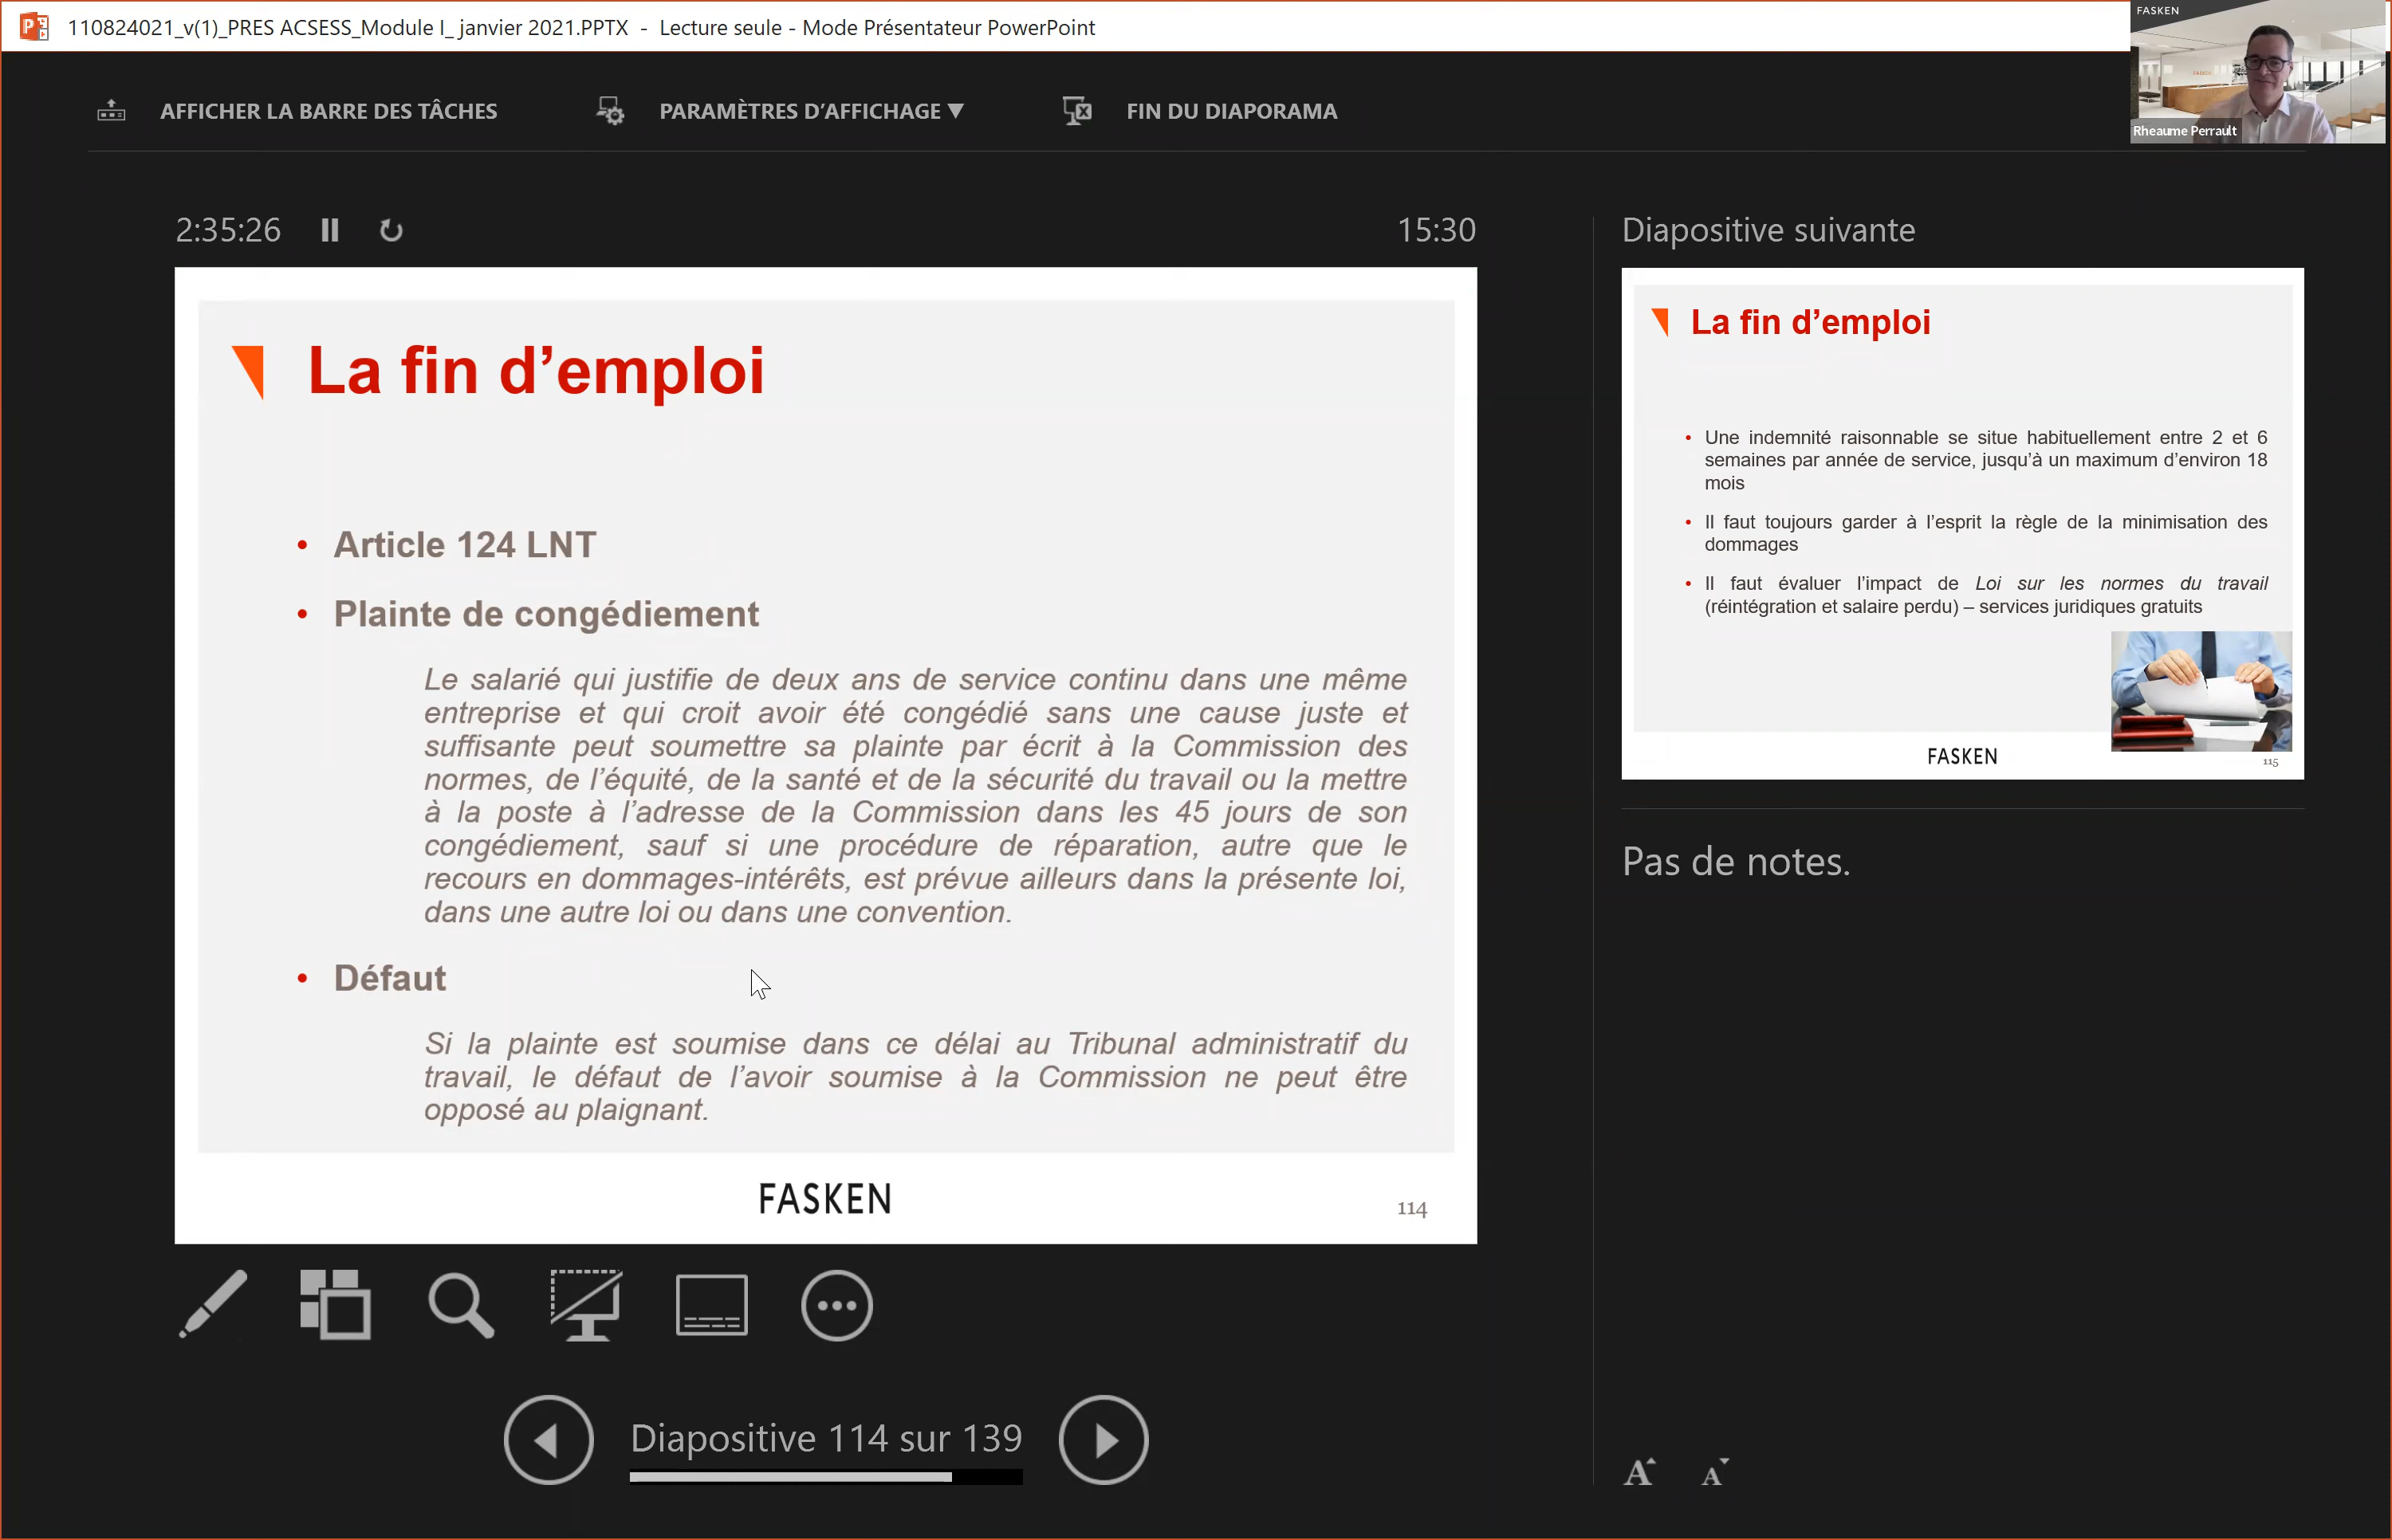 110824021_v(1)_PRES ACSESS_Module I_ janvier 2021.PPTX - Lecture seule - Mode Présentateur PowerPoint
FASKEN
Rheaume Perrault
AFFICHER LA BARRE DES TÂCHES
PARAMÈTRES D’AFFICHAGE
FIN DU DIAPORAMA
2:35:26
15:30
La fin d’emploi
• Article 124 LNT
• Plainte de congédiement
Le salarié qui justifie de deux ans de service continu dans une même
entreprise et qui croit avoir été congédié sans une cause juste et
suffisante peut soumettre sa plainte par écrit à la Commission des
normes, de l’équité, de la santé et de la sécurité du travail ou la mettre
à la poste à l’adresse de la Commission dans les 45 jours de son
congédiement, sauf si une procédure de réparation, autre que le
recours en dommages-intérêts, est prévue ailleurs dans la présente loi,
dans une autre loi ou dans une convention.
• Défaut
Si la plainte est soumise dans ce délai au Tribunal administratif du
travail, le défaut de l’avoir soumise à la Commission ne peut être
opposé au plaignant.
FASKEN
114
Diapositive 114 sur 139
Diapositive suivante
La fin d’emploi
• Une indemnité raisonnable se situe habituellement entre 2 et 6
semaines par année de service, jusqu’à un maximum d’environ 18
mois
• Il faut toujours garder à l’esprit la règle de la minimisation des
dommages
• Il faut évaluer l’impact de Loi sur les normes du travail
(réintégration et salaire perdu) – services juridiques gratuits
FASKEN
115
Pas de notes.
A A